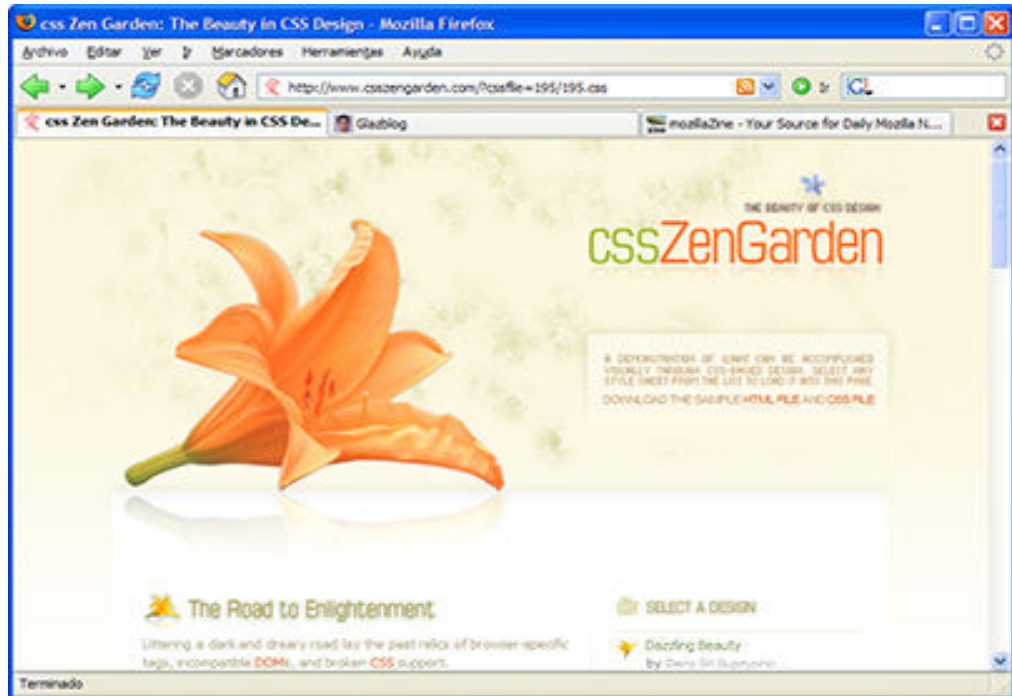 css Zen Garden: The Beauty in CSS Design - Mozilla Firefox
Archivo Editar Ver Ir Marcadores Herramientas Ayuda
http://www.csszengarden.com/?cssfile=195/195.css Ir
css Zen Garden: The Beauty in CSS De... Glazblog mozillaZine - Your Source for Daily Mozilla N...
THE BEAUTY OF CSS DESIGN
cssZenGarden
A DEMONSTRATION OF WHAT CAN BE ACCOMPLISHED
VISUALLY THROUGH CSS-BASED DESIGN. SELECT ANY
STYLE SHEET FROM THE LIST TO LOAD IT INTO THIS PAGE.
DOWNLOAD THE SAMPLE HTML FILE AND CSS FILE
The Road to Enlightenment
SELECT A DESIGN
Littering a dark and dreary road lay the past relics of browser-specific
tags, incompatible DOMs, and broken CSS support.
Dazzling Beauty
by Deny Sri
Terminado